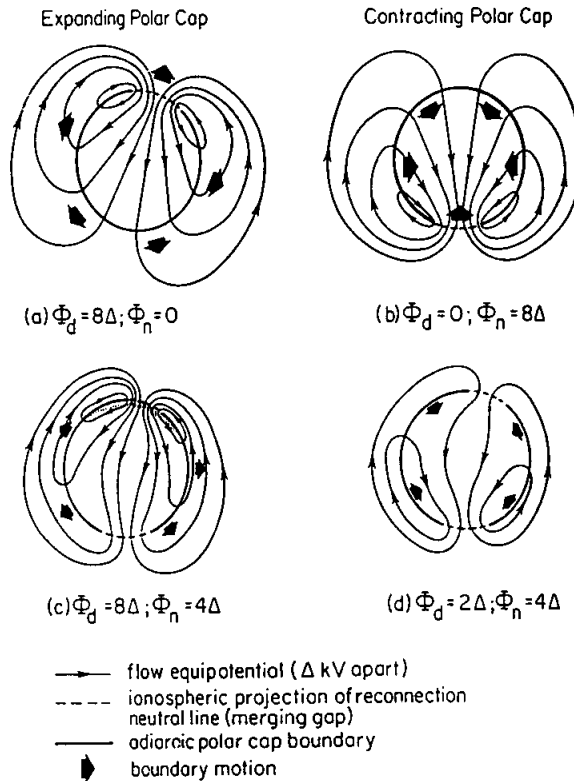 Expanding Polar Cap
Contracting Polar Cap
(a) Φd = 8Δ; Φn = 0
(b) Φd = 0; Φn = 8Δ
(c) Φd = 8Δ; Φn = 4Δ
(d) Φd = 2Δ; Φn = 4Δ
flow equipotential (Δ kV apart)
ionospheric projection of reconnection
neutral line (merging gap)
adiaroic polar cap boundary
boundary motion